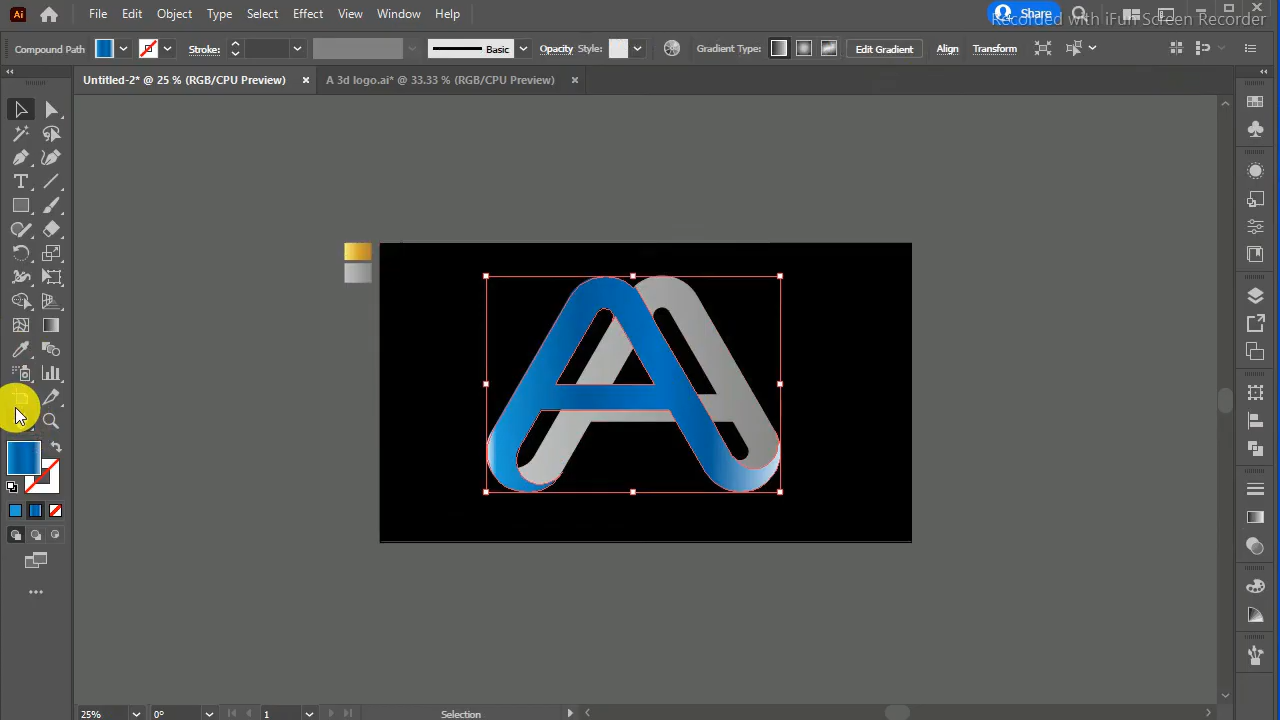 Ai File Edit Object Type Select Effect View Window Help Share
Recorded with iFun Screen Recorder
Compound Path Stroke: Basic Opacity Style: Gradient Type: Edit Gradient Align Transform
Untitled-2* @ 25 % (RGB/CPU Preview) × A 3d logo.ai* @ 33.33 % (RGB/CPU Preview) ×
T
A A
25% 0° 1 Selection